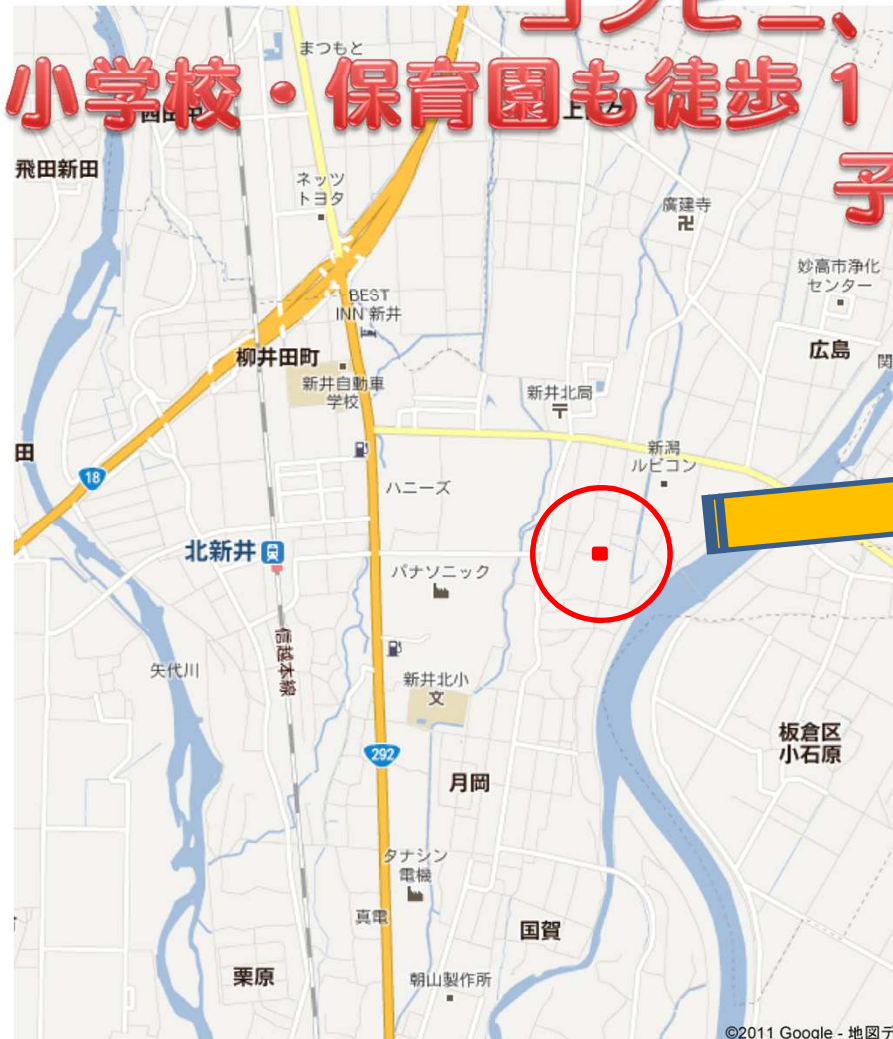 コンビニ、
小学校・保育園も徒歩1
子
まつもと
飛田新田
ネッツ
トヨタ
廣建寺
妙高市浄化
センター
BEST
INN 新井
広島
関
柳井田町
新井自動車
学校
新井北局
田
新潟
ルビコン
18
ハニーズ
北新井
パナソニック
信越本線
矢代川
新井北小
文
292
板倉区
小石原
月岡
タナシン
電機
真電
国賀
栗原
朝山製作所
©2011 Google - 地図デ